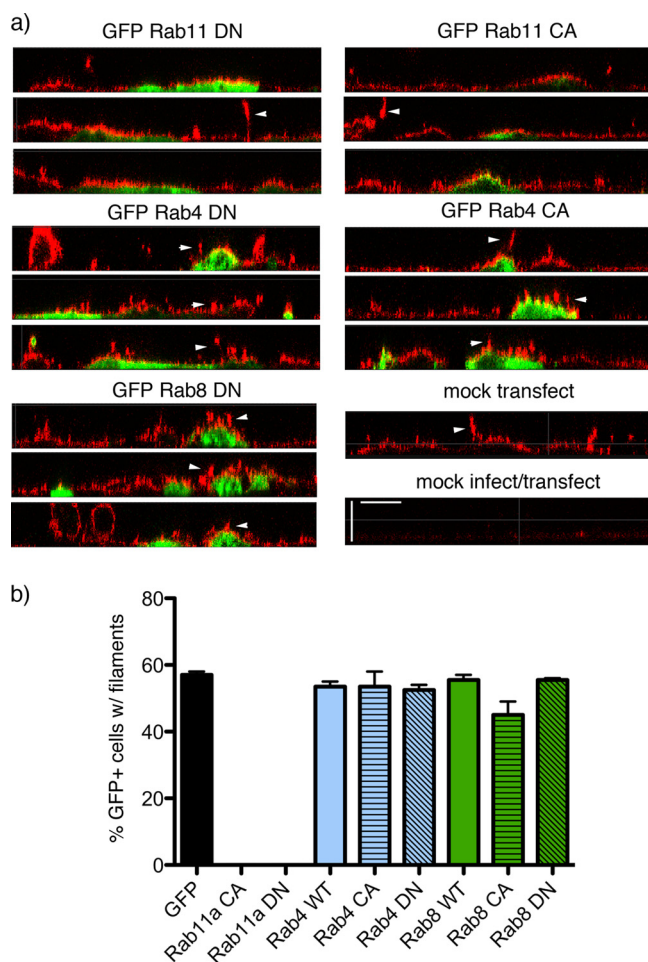 a)
GFP Rab11 DN
GFP Rab11 CA
GFP Rab4 DN
GFP Rab4 CA
GFP Rab8 DN
mock transfect
mock infect/transfect
b)
% GFP+ cells w/ filaments
80
60
40
20
0
GFP
Rab11a CA
Rab11a DN
Rab4 WT
Rab4 CA
Rab4 DN
Rab8 WT
Rab8 CA
Rab8 DN